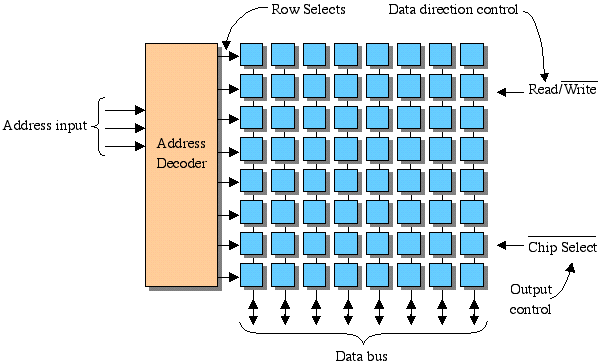 Row Selects
Data direction control
Read/Write
Address input
Address
Decoder
Chip Select
Output
control
Data bus